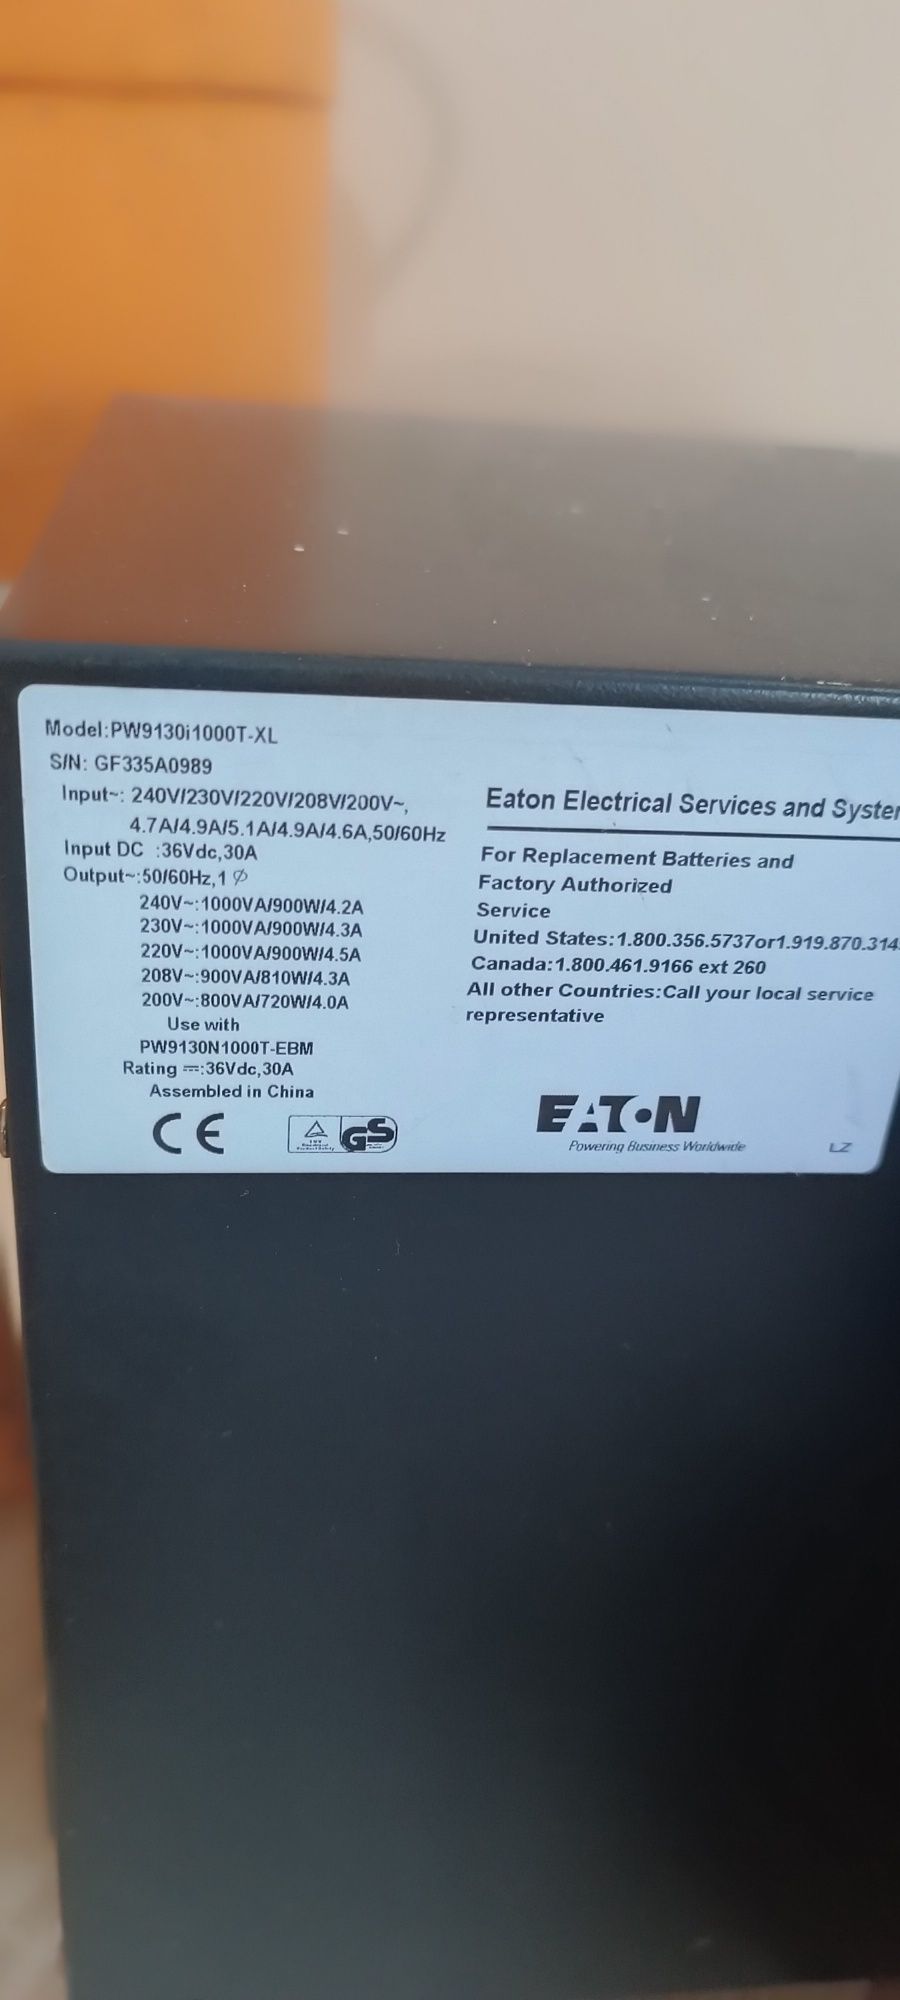 Model:PW9130i1000T-XL
S/N: GF335A0989
Input~: 240V/230V/220V/208V/200V~,
4.7A/4.9A/5.1A/4.9A/4.6A,50/60Hz
Input DC :36Vdc,30A
Output~:50/60Hz,1 ϕ
240V~:1000VA/900W/4.2A
230V~:1000VA/900W/4.3A
220V~:1000VA/900W/4.5A
208V~:900VA/810W/4.3A
200V~:800VA/720W/4.0A
Use with
PW9130N1000T-EBM
Rating ⎓:36Vdc,30A
Assembled in China
CE
GS
Eaton Electrical Services and
For Replacement Batteries and
Factory Authorized
Service
United States:1.800.356.5737or1.919.870.314
Canada:1.800.461.9166 ext 260
All other Countries:Call your local service
representative
EATON
Powering Business Worldwide
LZ